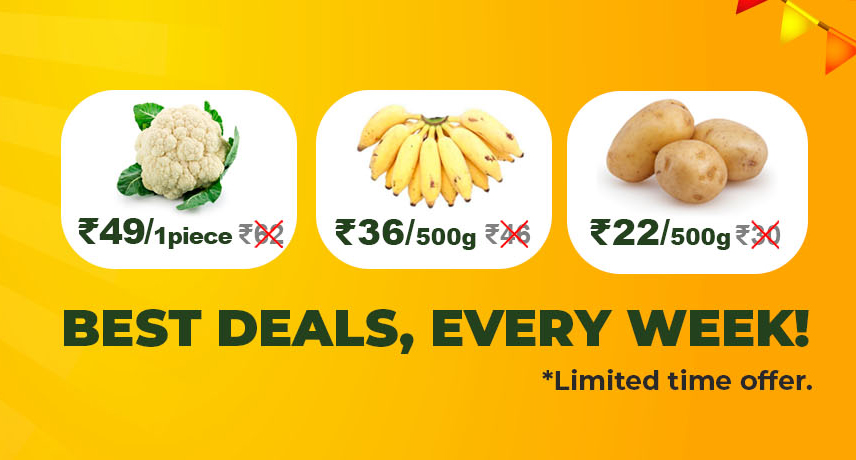 ₹49/1piece ₹62
₹36/500g ₹46
₹22/500g ₹30
BEST DEALS, EVERY WEEK!
*Limited time offer.